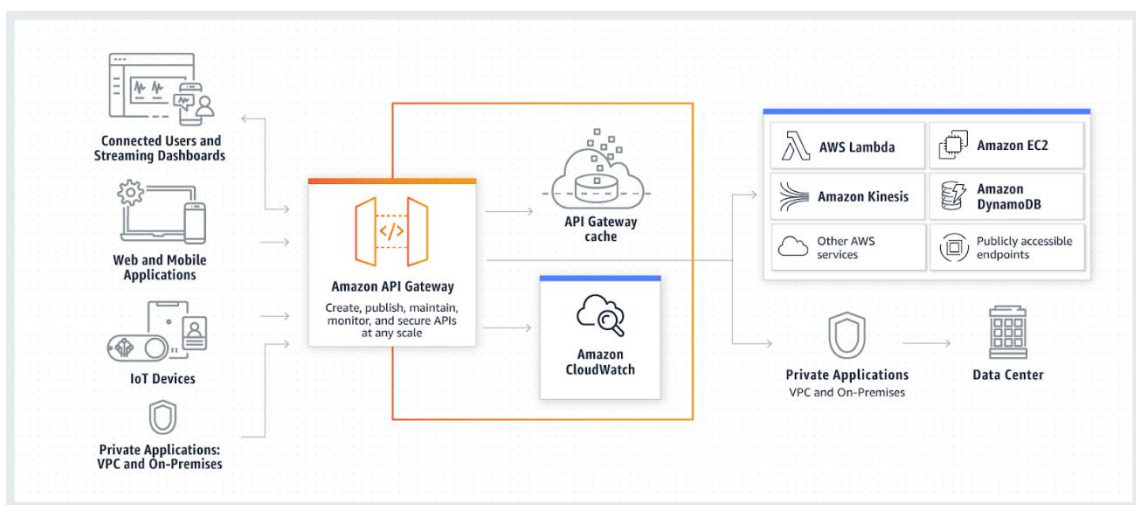 Connected Users and
Streaming Dashboards
Web and Mobile
Applications
IoT Devices
Private Applications:
VPC and On-Premises
</>
Amazon API Gateway
Create, publish, maintain,
monitor, and secure APIs
at any scale
API Gateway
cache
Amazon
CloudWatch
AWS Lambda
Amazon EC2
Amazon Kinesis
Amazon
DynamoDB
Other AWS
services
Publicly accessible
endpoints
Private Applications
VPC and On-Premises
Data Center